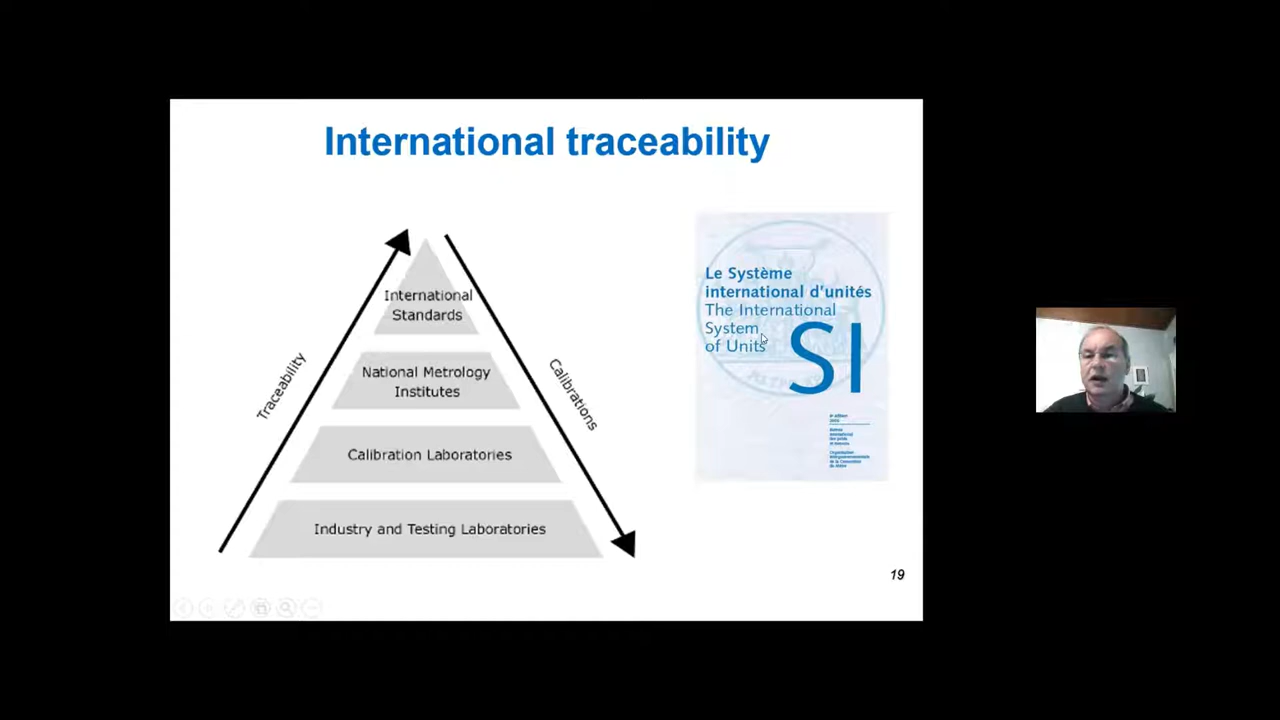 International traceability
International
Standards
National Metrology
Institutes
Calibration Laboratories
Industry and Testing Laboratories
Traceability
Calibrations
Le Système
international d'unités
The International
System
of Units
SI
19